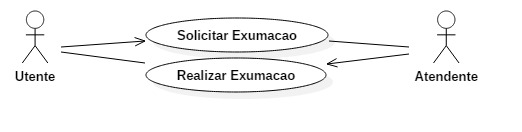 Solicitar Exumacao
Realizar Exumacao
Utente
Atendente